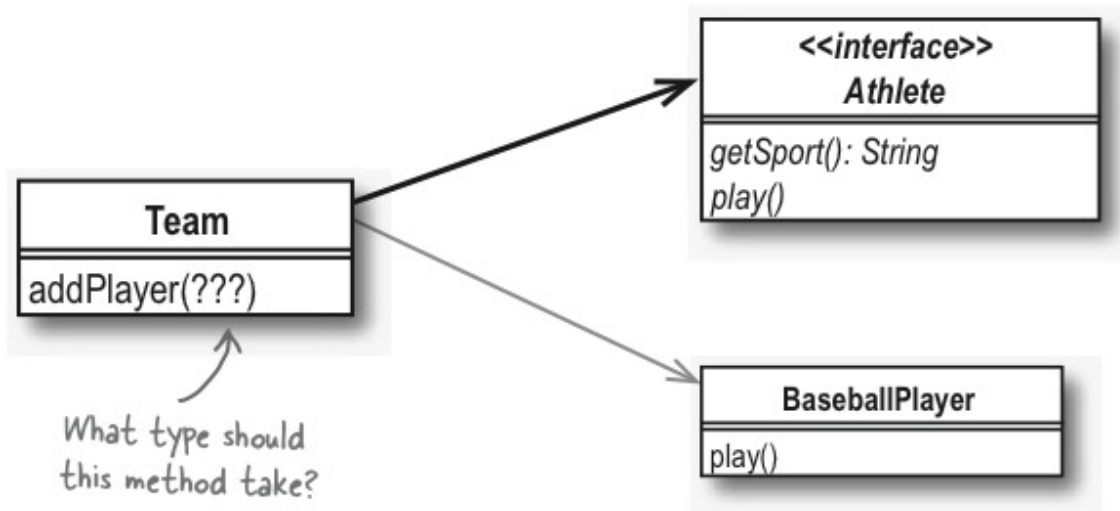 <<interface>>
Athlete
getSport(): String
play()
Team
addPlayer(???)
What type should
this method take?
BaseballPlayer
play()